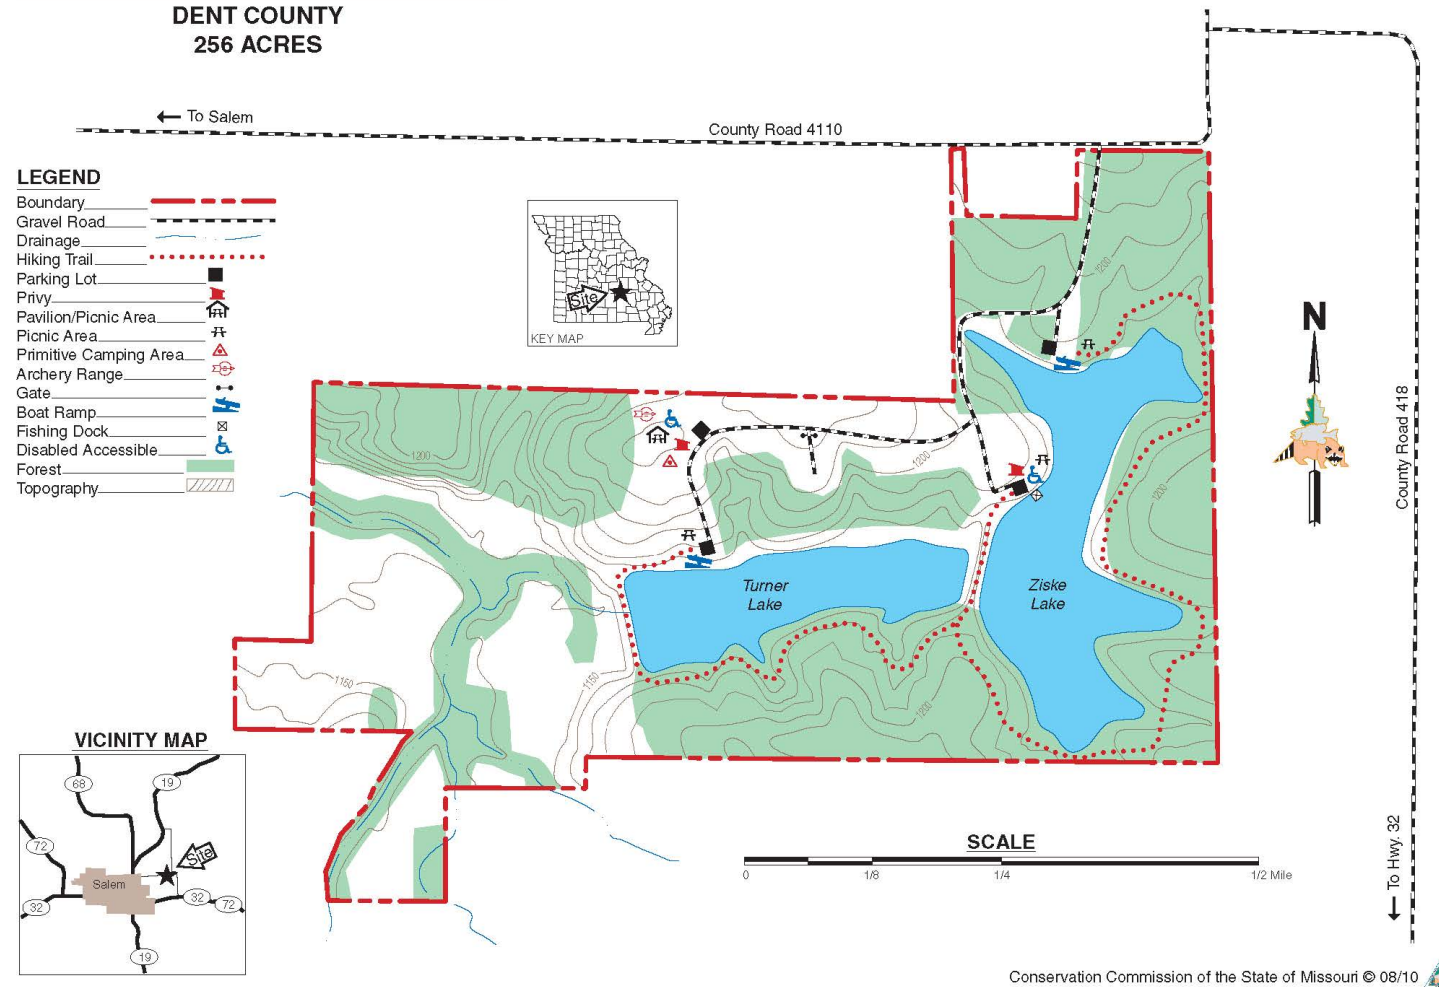 DENT COUNTY
256 ACRES
To Salem
County Road 4110
LEGEND
Boundary
Gravel Road
Drainage
Hiking Trail
Parking Lot
Privy
Pavilion/Picnic Area
Picnic Area
Primitive Camping Area
Archery Range
Gate
Boat Ramp
Fishing Dock
Disabled Accessible
Forest
Topography
Site
KEY MAP
N
County Road 418
1200
1200
1200
1200
Turner
Lake
Ziske
Lake
1150
1150
1200
VICINITY MAP
68
19
72
Site
Salem
32
32
72
19
SCALE
0
1/8
1/4
1/2 Mile
To Hwy. 32
Conservation Commission of the State of Missouri © 08/10